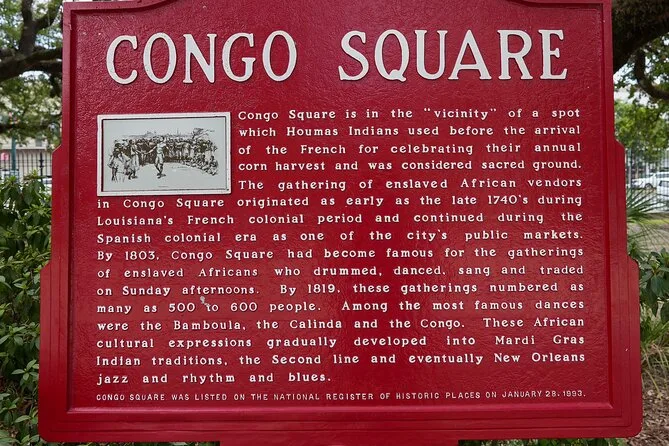 CONGO SQUARE
Congo Square is in the "vicinity" of a spot
which Houmas Indians used before the arrival
of the French for celebrating their annual
corn harvest and was considered sacred ground.
The gathering of enslaved African vendors
in Congo Square originated as early as the late 1740's during
Louisiana's French colonial period and continued during the
Spanish colonial era as one of the city's public markets.
By 1803, Congo Square had become famous for the gatherings
of enslaved Africans who drummed, danced, sang and traded
on Sunday afternoons. By 1819, these gatherings numbered as
many as 500 to 600 people. Among the most famous dances
were the Bamboula, the Calinda and the Congo. These African
cultural expressions gradually developed into Mardi Gras
Indian traditions, the Second line and eventually New Orleans
jazz and rhythm and blues.
CONGO SQUARE WAS LISTED ON THE NATIONAL REGISTER OF HISTORIC PLACES ON JANUARY 28, 1993.